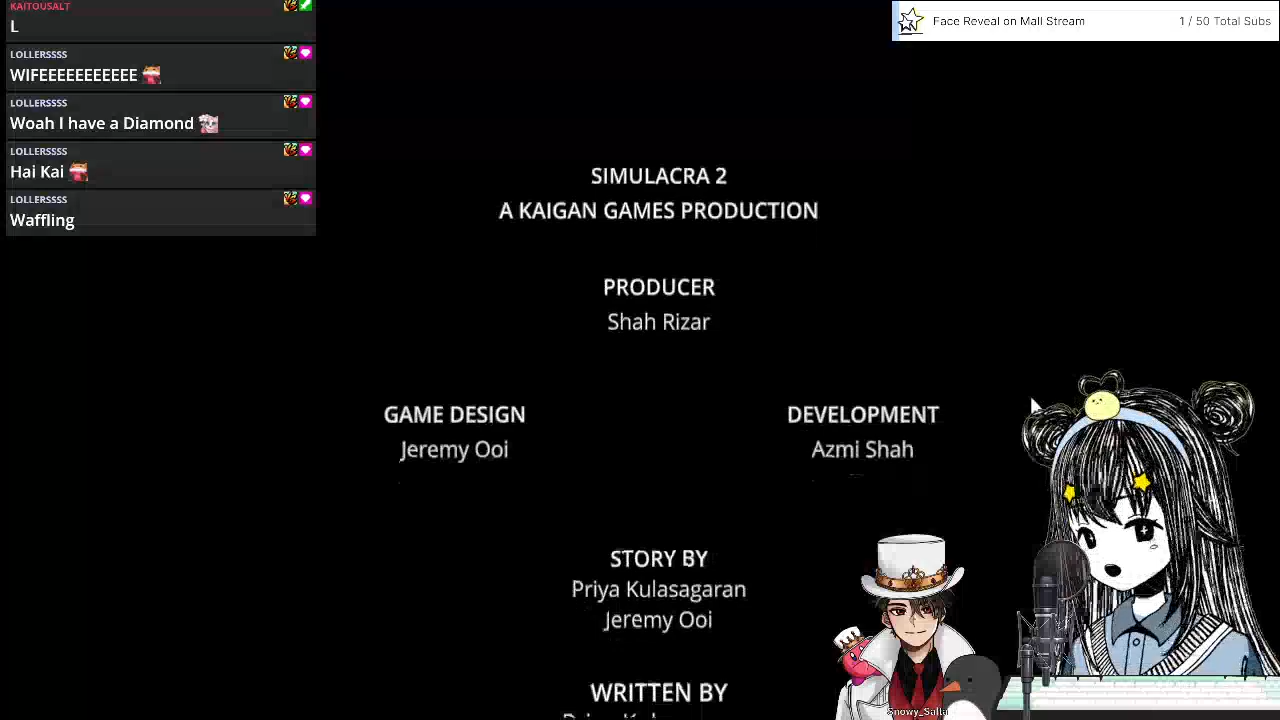 KAITOUSALT
L
LOLLERSSSS
WIFEEEEEEEEEEE
LOLLERSSSS
Woah I have a Diamond
LOLLERSSSS
Hai Kai
LOLLERSSSS
Waffling
Face Reveal on Mall Stream 1 / 50 Total Subs
SIMULACRA 2
A KAIGAN GAMES PRODUCTION
PRODUCER
Shah Rizar
GAME DESIGN
Jeremy Ooi
DEVELOPMENT
Azmi Shah
STORY BY
Priya Kulasagaran
Jeremy Ooi
WRITTEN BY